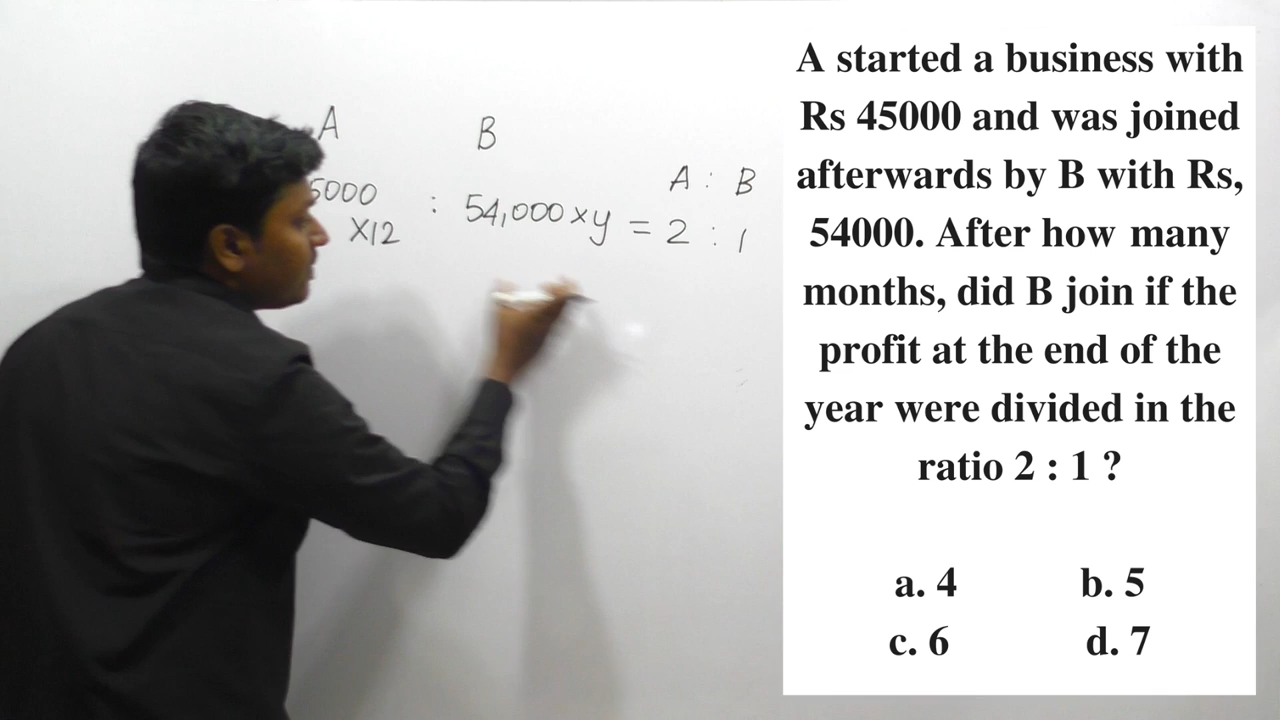 A
B
A : B
5000 : 54,000 x y = 2 : 1
X12
A started a business with
Rs 45000 and was joined
afterwards by B with Rs,
54000. After how many
months, did B join if the
profit at the end of the
year were divided in the
ratio 2 : 1 ?
a. 4 b. 5
c. 6 d. 7